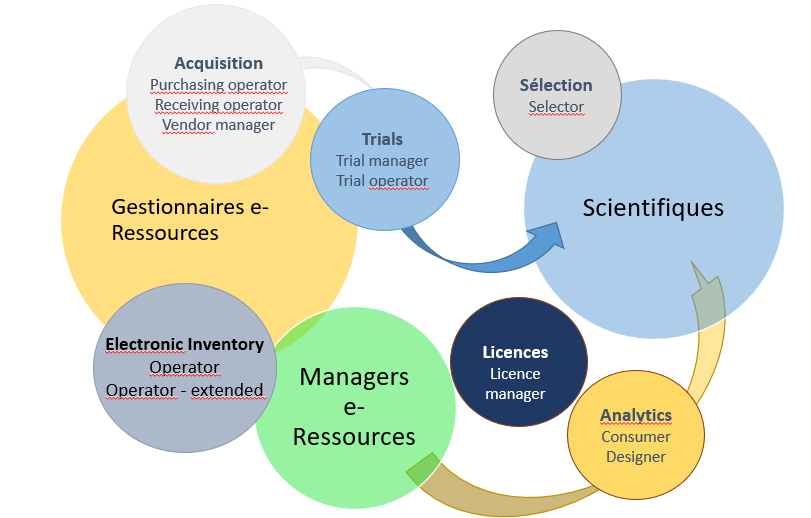 Acquisition
Purchasing operator
Receiving operator
Vendor manager
Trials
Trial manager
Trial operator
Sélection
Selector
Gestionnaires e-
Ressources
Scientifiques
Electronic Inventory
Operator
Operator - extended
Managers
e-
Ressources
Licences
Licence
manager
Analytics
Consumer
Designer